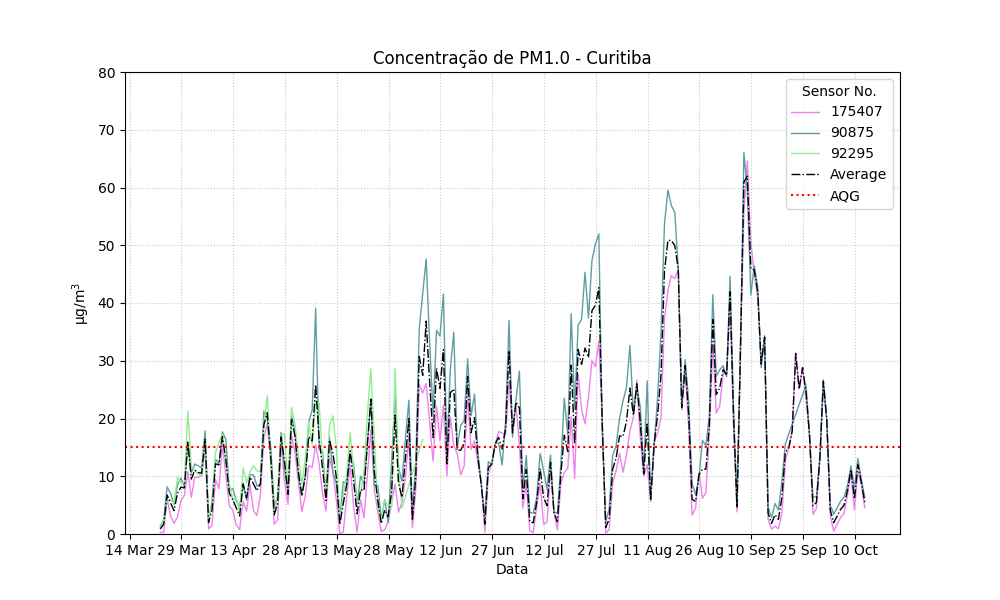 Concentração de PM1.0 - Curitiba
80
70
60
50
40
30
20
10
0
µg/m³
Sensor No.
175407
90875
92295
Average
AQG
14 Mar 29 Mar 13 Apr 28 Apr 13 May 28 May 12 Jun 27 Jun 12 Jul 27 Jul 11 Aug 26 Aug 10 Sep 25 Sep 10 Oct
Data